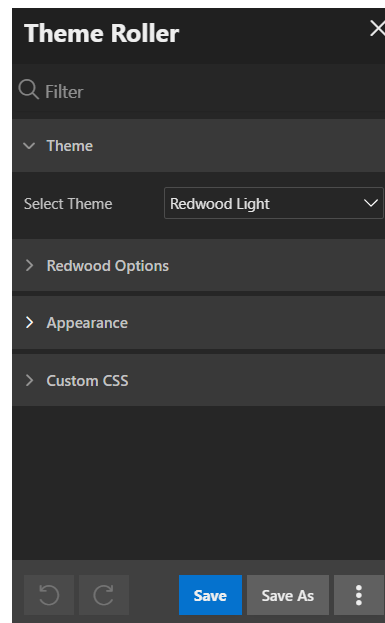 Theme Roller
Filter
Theme
Select Theme Redwood Light
Redwood Options
Appearance
Custom CSS
Save Save As